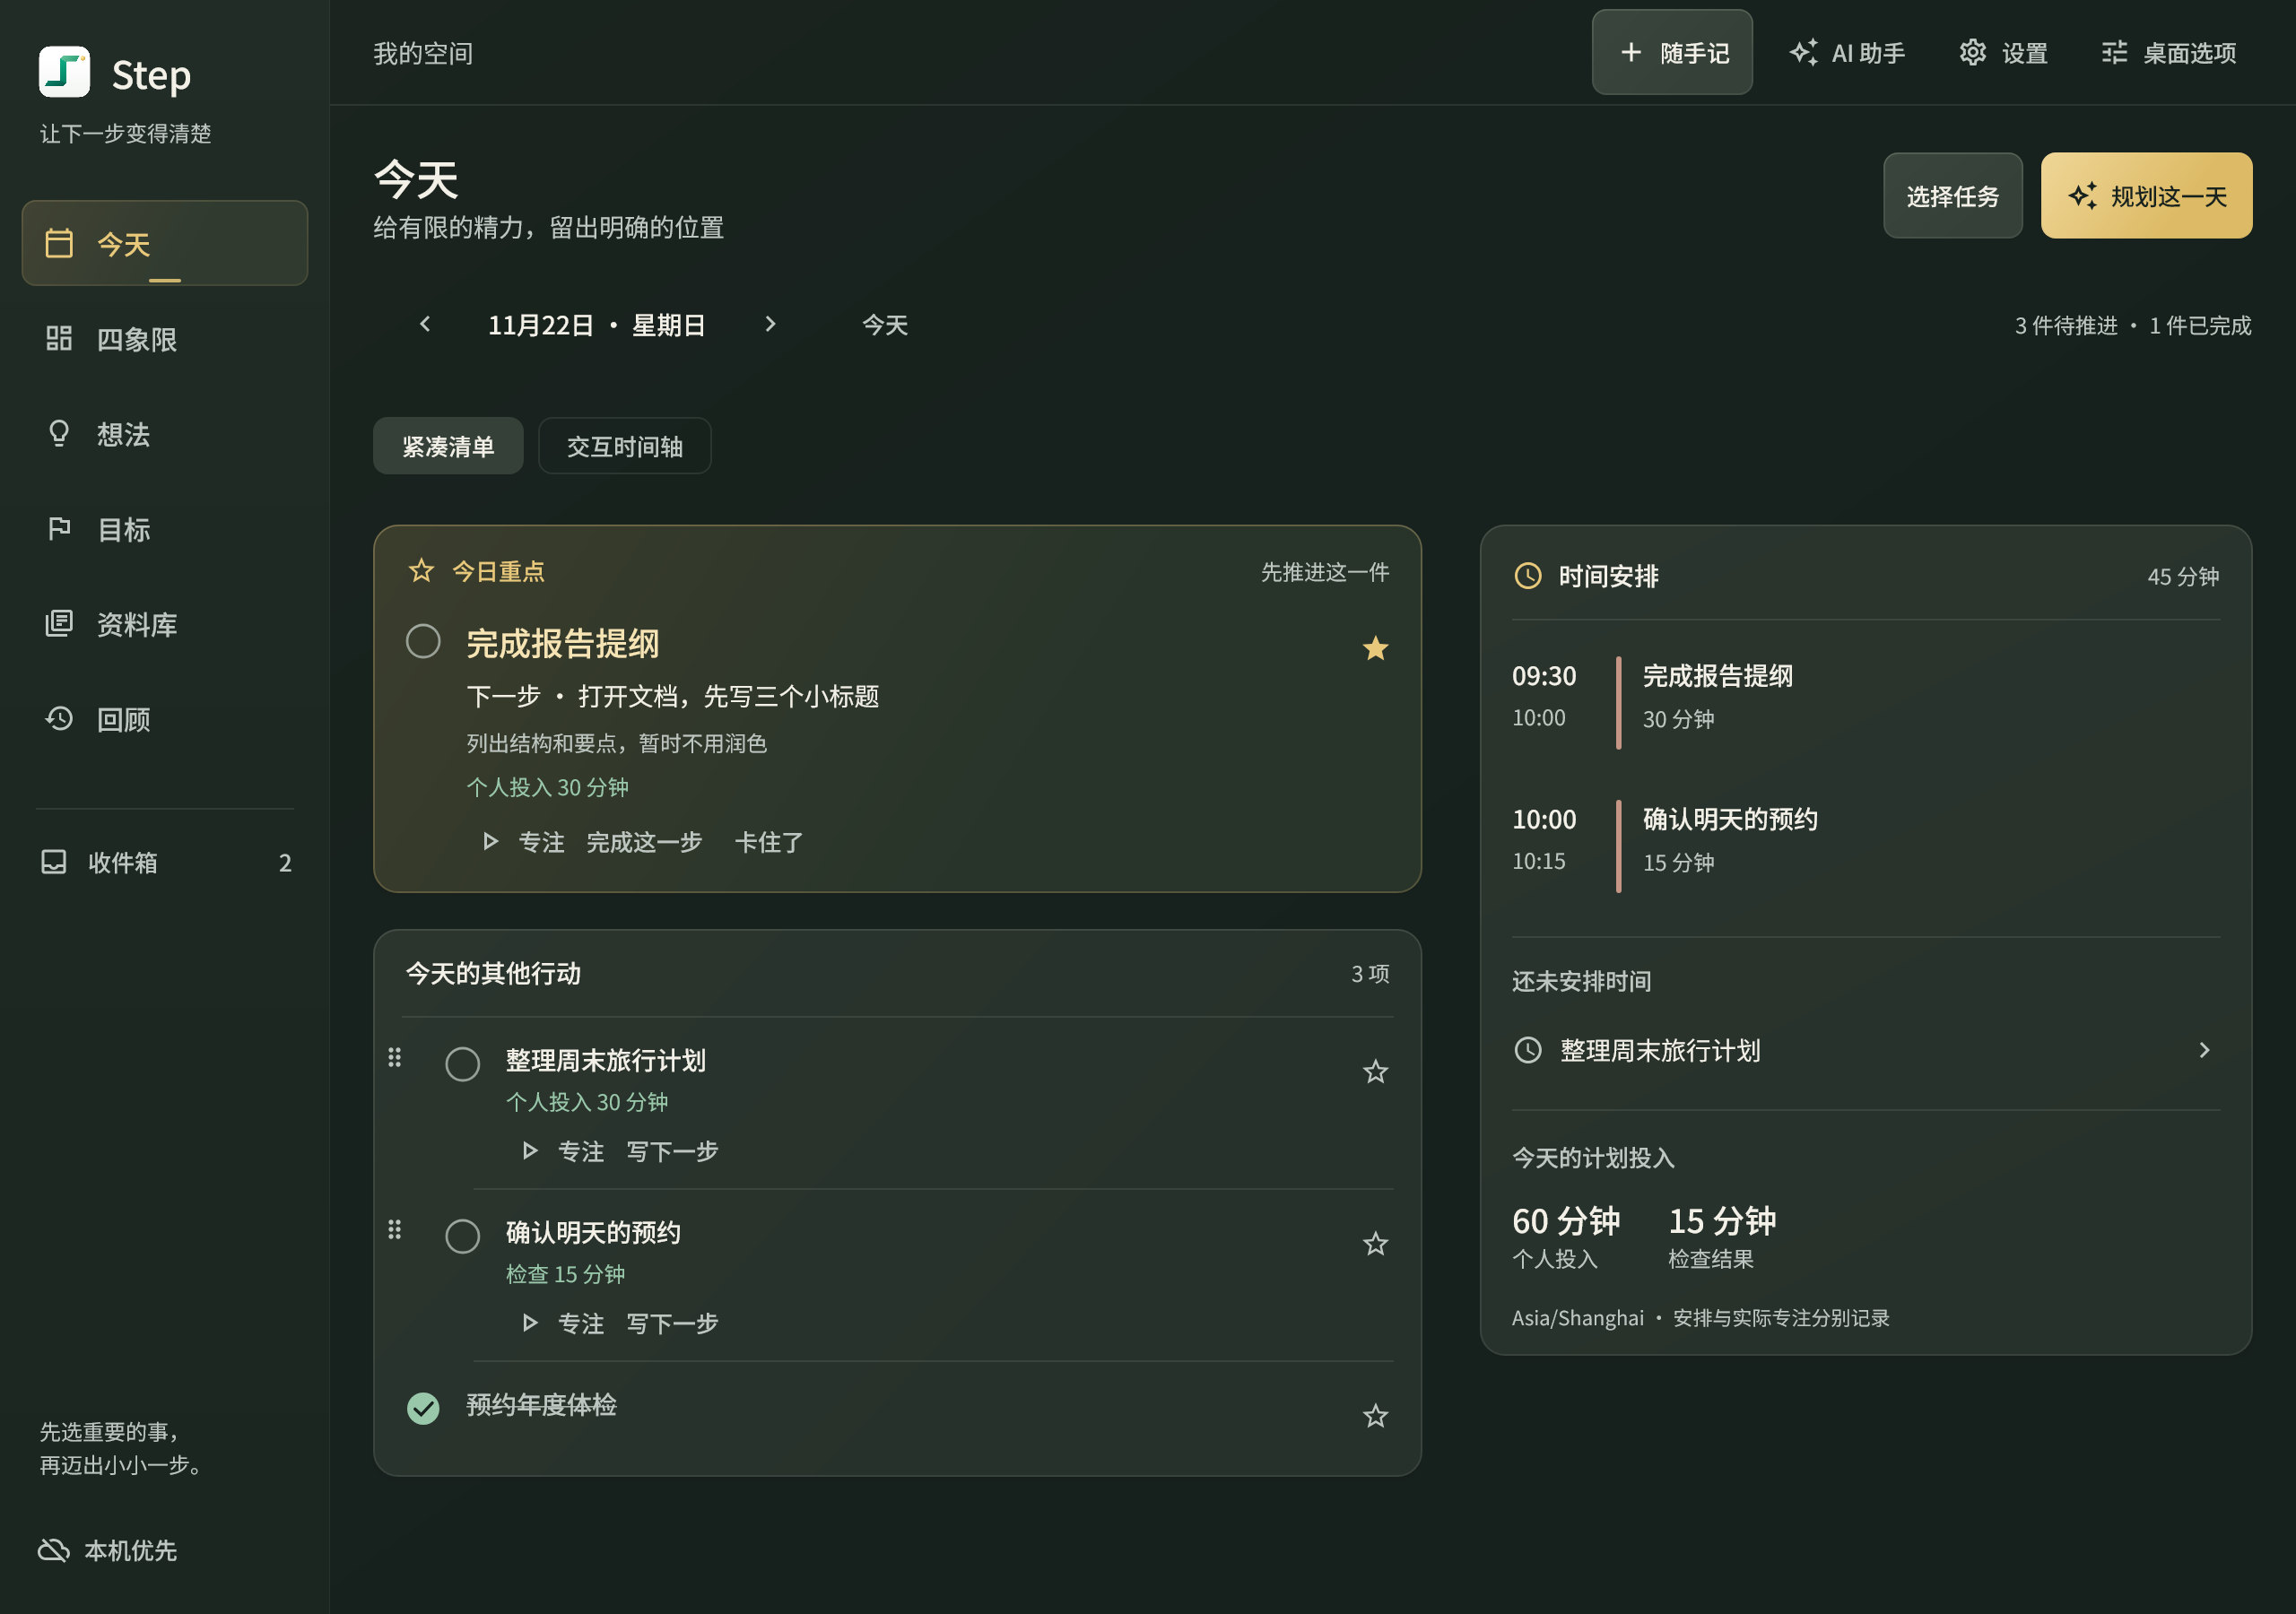 Step
让下一步变得清楚
今天
四象限
想法
目标
资料库
回顾
收件箱 2
先选重要的事，
再迈出小小一步。
本机优先
我的空间
随手记
AI 助手
设置
桌面选项
今天
给有限的精力，留出明确的位置
选择任务
规划这一天
11月22日 • 星期日
今天
3 件待推进 • 1 件已完成
紧凑清单
交互时间轴
今日重点
先推进这一件
完成报告提纲
下一步 • 打开文档，先写三个小标题
列出结构和要点，暂时不用润色
个人投入 30 分钟
专注 完成这一步 卡住了
今天的其他行动
3 项
整理周末旅行计划
个人投入 30 分钟
专注 写下一步
确认明天的预约
检查 15 分钟
专注 写下一步
预约年度体检
时间安排
45 分钟
09:30 完成报告提纲
10:00 30 分钟
10:00 确认明天的预约
10:15 15 分钟
还未安排时间
整理周末旅行计划
今天的计划投入
60 分钟 15 分钟
个人投入 检查结果
Asia/Shanghai • 安排与实际专注分别记录